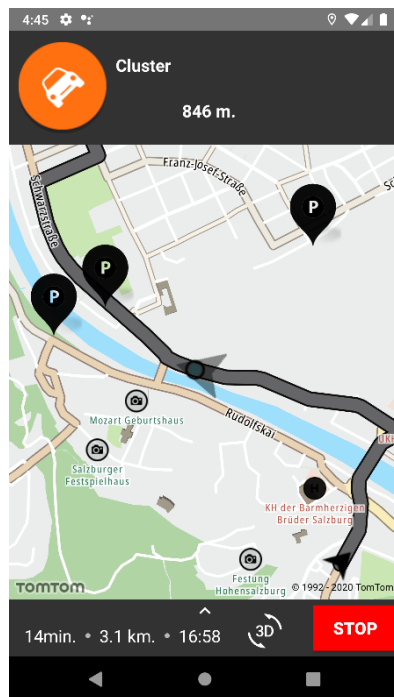 4:45
Cluster
846 m.
Franz-Josef-Straße
Schwarzstraße
P
P
P
Mozart Geburtshaus
Rudolfskai
Salzburger
Festspielhaus
H
KH der Barmherzigen
Brüder Salzburg
Festung
Hohensalzburg
TOMTOM
© 1992 - 2020 TomTom
14min. • 3.1 km. • 16:58
3D
STOP